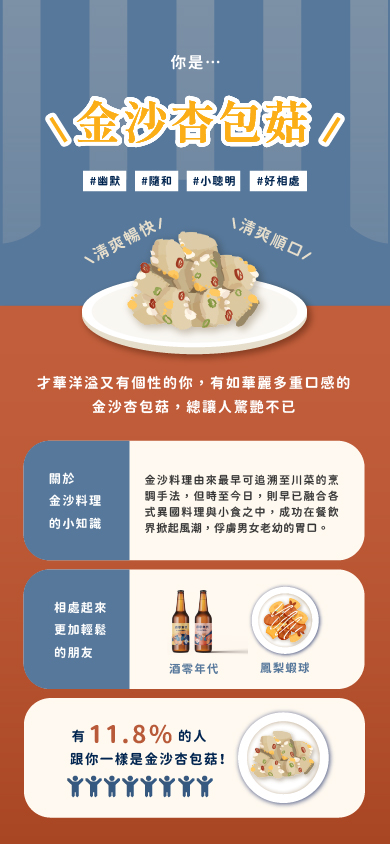 你是…
金沙杏包菇
#幽默 #隨和 #小聰明 #好相處
清爽暢快
清爽順口
才華洋溢又有個性的你，有如華麗多重口感的
金沙杏包菇，總讓人驚艷不已
關於
金沙料理
的小知識
金沙料理由來最早可追溯至川菜的烹
調手法，但時至今日，則早已融合各
式異國料理與小食之中，成功在餐飲
界掀起風潮，俘虜男女老幼的胃口。
相處起來
更加輕鬆
的朋友
酒零年代
鳳梨蝦球
有11.8%的人
跟你一樣是金沙杏包菇！